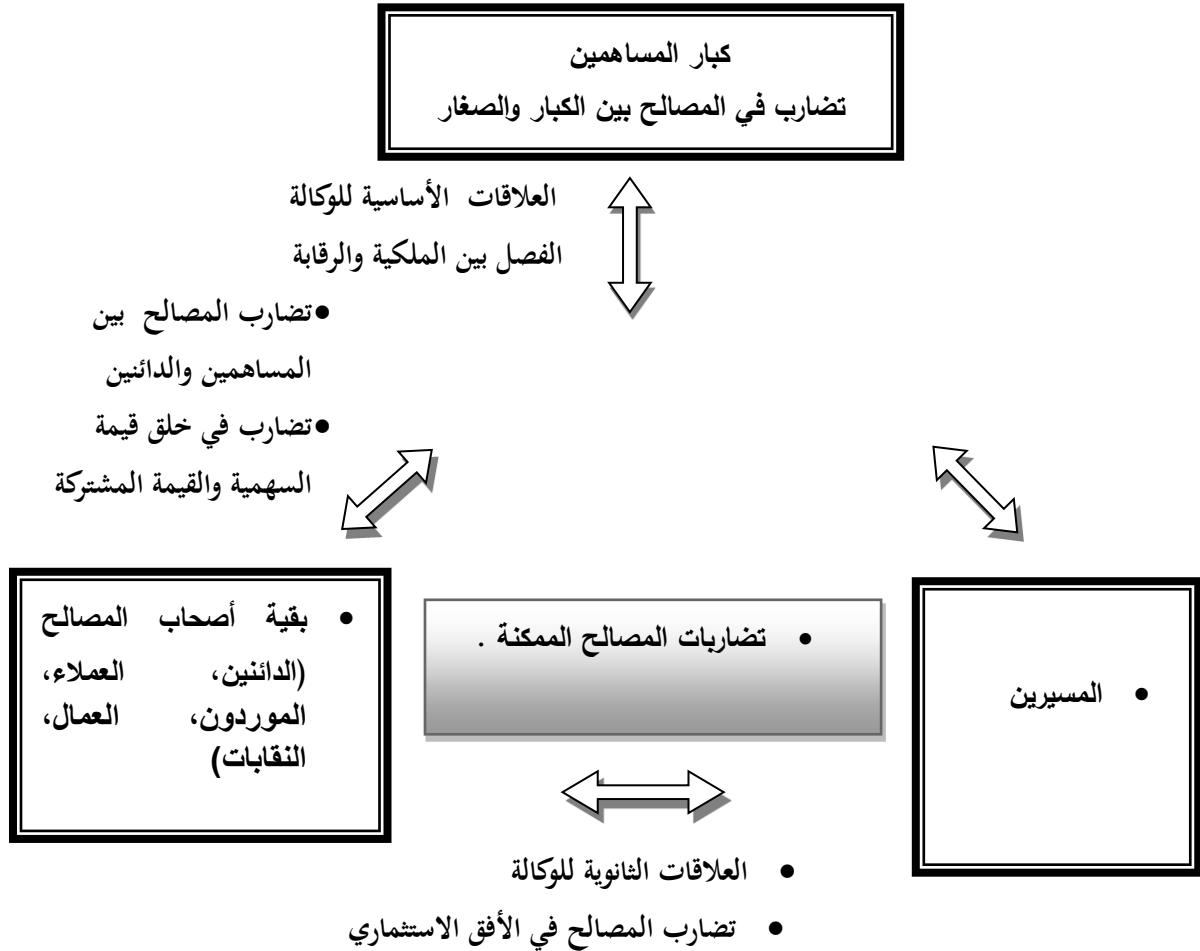 كبار المساهمين
تضارب في المصالح بين الكبار والصغار
العلاقات الأساسية للوكالة
الفصل بين الملكية والرقابة
•تضارب المصالح بين
المساهمين والدائنين
•تضارب في خلق قيمة
السهمية والقيمة المشتركة
• بقية أصحاب المصالح
(الدائنين، العملاء،
الموردون، العمال،
النقابات)
• تضاربات المصالح الممكنة .
• المسيرين
• العلاقات الثانوية للوكالة
• تضارب المصالح في الأفق الاستثماري